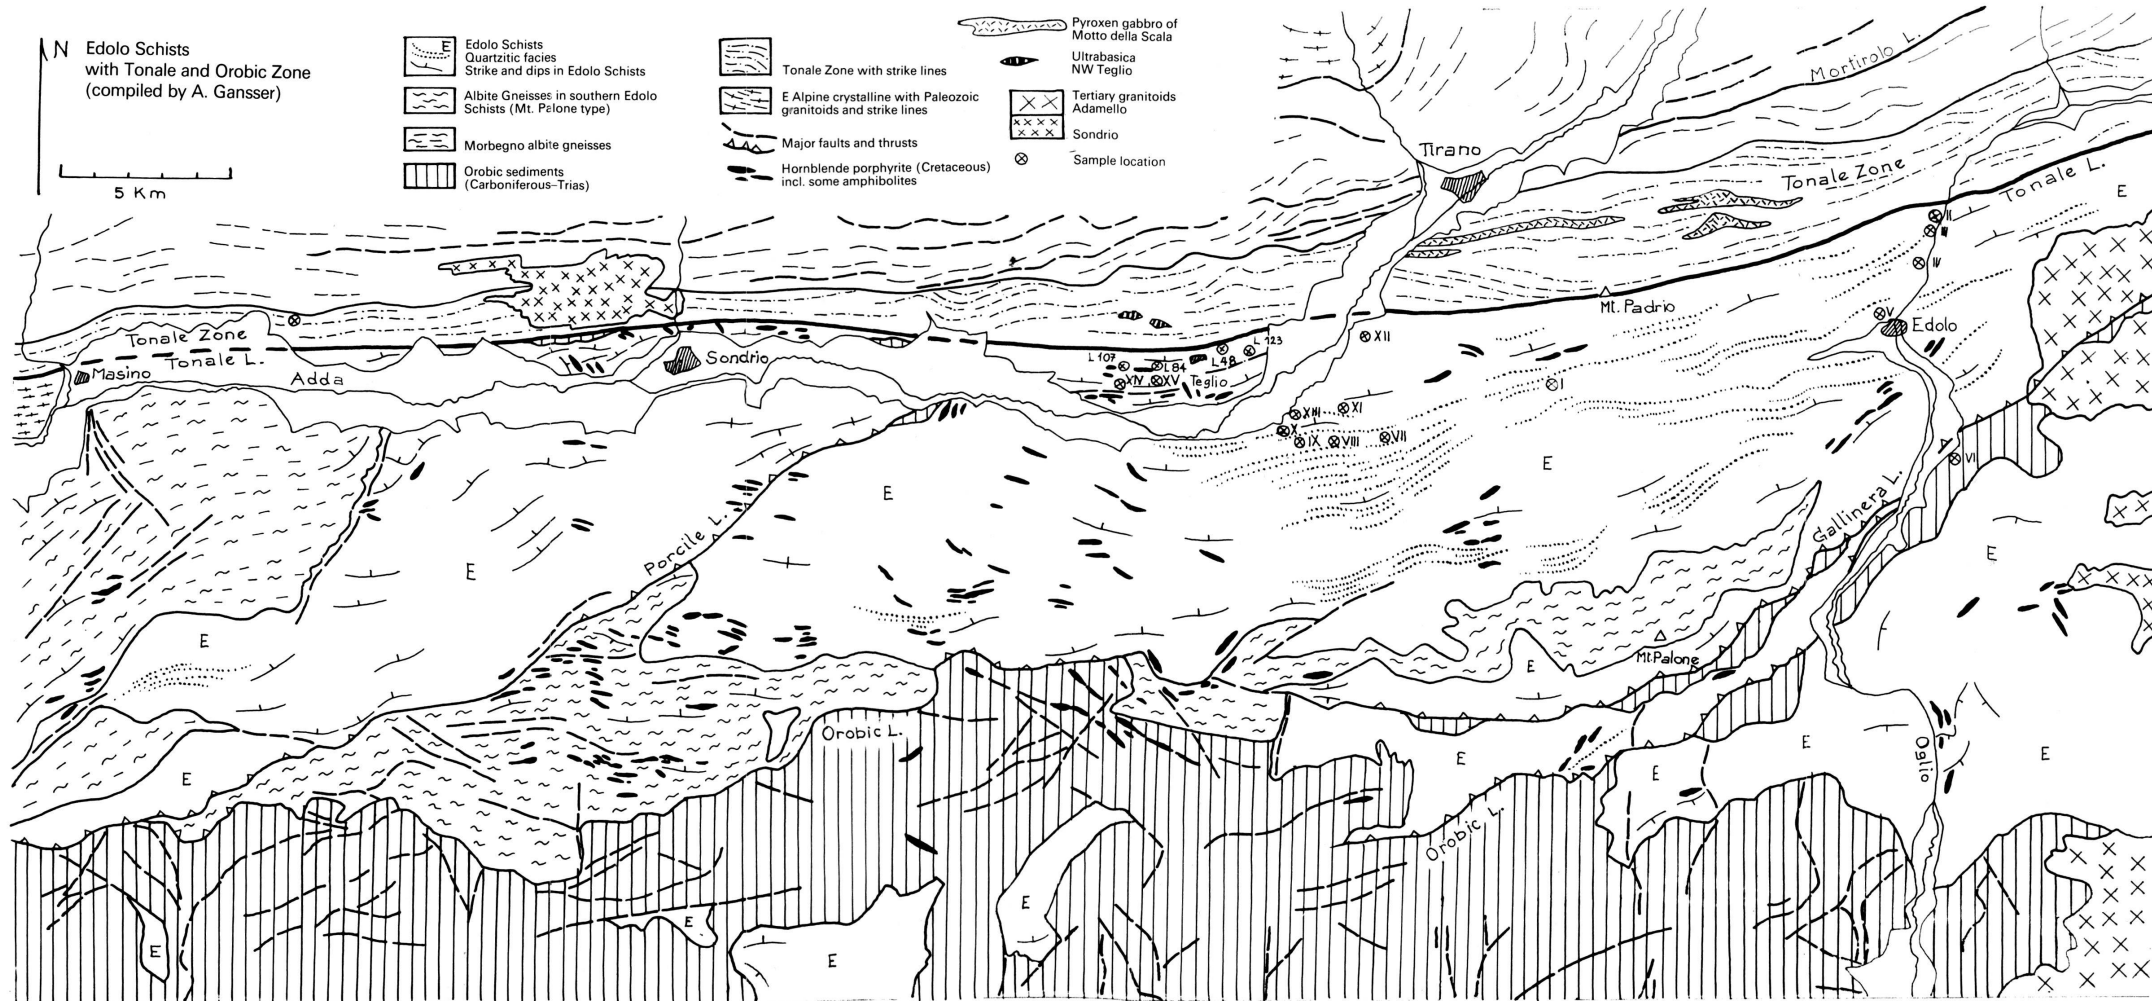 N
Edolo Schists
with Tonale and Orobic Zone
(compiled by A. Gansser)
5 Km
E
Edolo Schists
Quartzitic facies
Strike and dips in Edolo Schists
Albite Gneisses in southern Edolo
Schists (Mt. Palone type)
Morbegno albite gneisses
Orobic sediments
(Carboniferous–Trias)
Tonale Zone with strike lines
E Alpine crystalline with Paleozoic
granitoids and strike lines
Major faults and thrusts
Hornblende porphyrite (Cretaceous)
incl. some amphibolites
Pyroxen gabbro of
Motto della Scala
Ultrabasica
NW Teglio
Tertiary granitoids
Adamello
Sondrio
Sample location
Mortirolo L.
Tirano
Tonale Zone
Tonale L.
E
II
III
IV
V
Edolo
Mt. Padrio
XII
Tonale Zone
Tonale L.
Masino
Adda
Sondrio
L 107
L84
L48
L 123
XIV
XV
Teglio
I
XIII
XI
X
IX
VIII
VII
VI
E
E
E
E
Porcile L.
Gallinera L.
E
E
Mt.Palone
E
Orobic L.
E
E
E
E
Oglio
E
Orobic L.
E
E
E
E